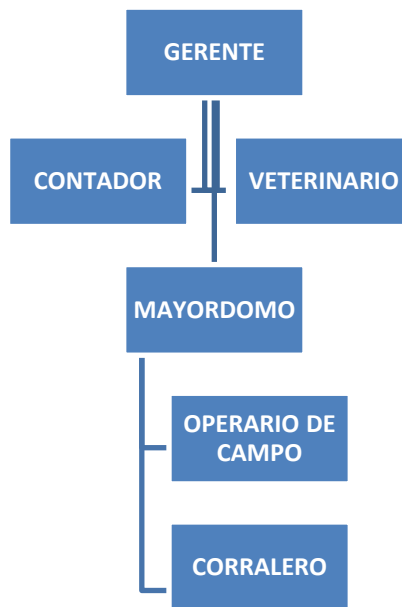 GERENTE
CONTADOR
VETERINARIO
MAYORDOMO
OPERARIO DE
CAMPO
CORRALERO